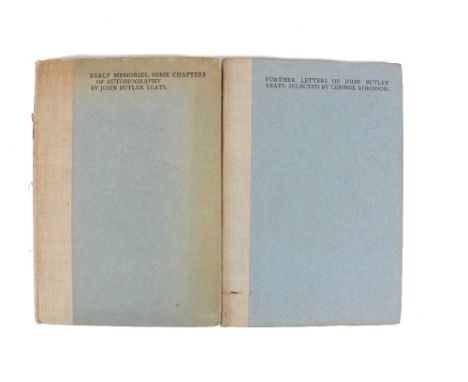 EARLY MEMORIES; SOME CHAPTERS
OF AUTOBIOGRAPHY
BY JOHN BUTLER YEATS.
FURTHER LETTERS OF JOHN BUTLER
YEATS. SELECTED BY LENNOX ROBINSON.